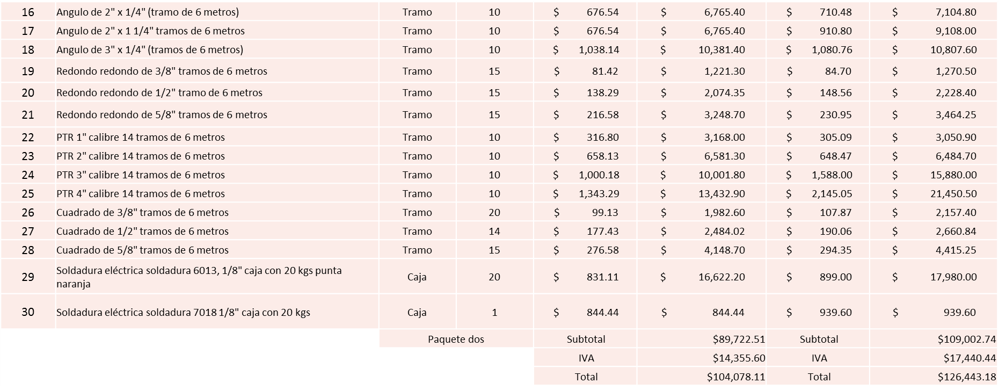 16 Angulo de 2" x 1/4" (tramo de 6 metros) Tramo 10 $ 676.54 $ 6,765.40 $ 710.48 $ 7,104.80
17 Angulo de 2" x 1 1/4" tramos de 6 metros Tramo 10 $ 676.54 $ 6,765.40 $ 910.80 $ 9,108.00
18 Angulo de 3" x 1/4" (tramos de 6 metros) Tramo 10 $ 1,038.14 $ 10,381.40 $ 1,080.76 $ 10,807.60
19 Redondo redondo de 3/8" tramos de 6 metros Tramo 15 $ 81.42 $ 1,221.30 $ 84.70 $ 1,270.50
20 Redondo redondo de 1/2" tramo de 6 metros Tramo 15 $ 138.29 $ 2,074.35 $ 148.56 $ 2,228.40
21 Redondo redondo de 5/8" tramos de 6 metros Tramo 15 $ 216.58 $ 3,248.70 $ 230.95 $ 3,464.25
22 PTR 1" calibre 14 tramos de 6 metros Tramo 10 $ 316.80 $ 3,168.00 $ 305.09 $ 3,050.90
23 PTR 2" calibre 14 tramos de 6 metros Tramo 10 $ 658.13 $ 6,581.30 $ 648.47 $ 6,484.70
24 PTR 3" calibre 14 tramos de 6 metros Tramo 10 $ 1,000.18 $ 10,001.80 $ 1,588.00 $ 15,880.00
25 PTR 4" calibre 14 tramos de 6 metros Tramo 10 $ 1,343.29 $ 13,432.90 $ 2,145.05 $ 21,450.50
26 Cuadrado de 3/8" tramos de 6 metros Tramo 20 $ 99.13 $ 1,982.60 $ 107.87 $ 2,157.40
27 Cuadrado de 1/2" tramos de 6 metros Tramo 14 $ 177.43 $ 2,484.02 $ 190.06 $ 2,660.84
28 Cuadrado de 5/8" tramos de 6 metros Tramo 15 $ 276.58 $ 4,148.70 $ 294.35 $ 4,415.25
29 Soldadura eléctrica soldadura 6013, 1/8" caja con 20 kgs punta
naranja Caja 20 $ 831.11 $ 16,622.20 $ 899.00 $ 17,980.00
30 Soldadura eléctrica soldadura 7018 1/8" caja con 20 kgs Caja 1 $ 844.44 $ 844.44 $ 939.60 $ 939.60
Paquete dos Subtotal $89,722.51 Subtotal $109,002.74
IVA $14,355.60 IVA $17,440.44
Total $104,078.11 Total $126,443.18